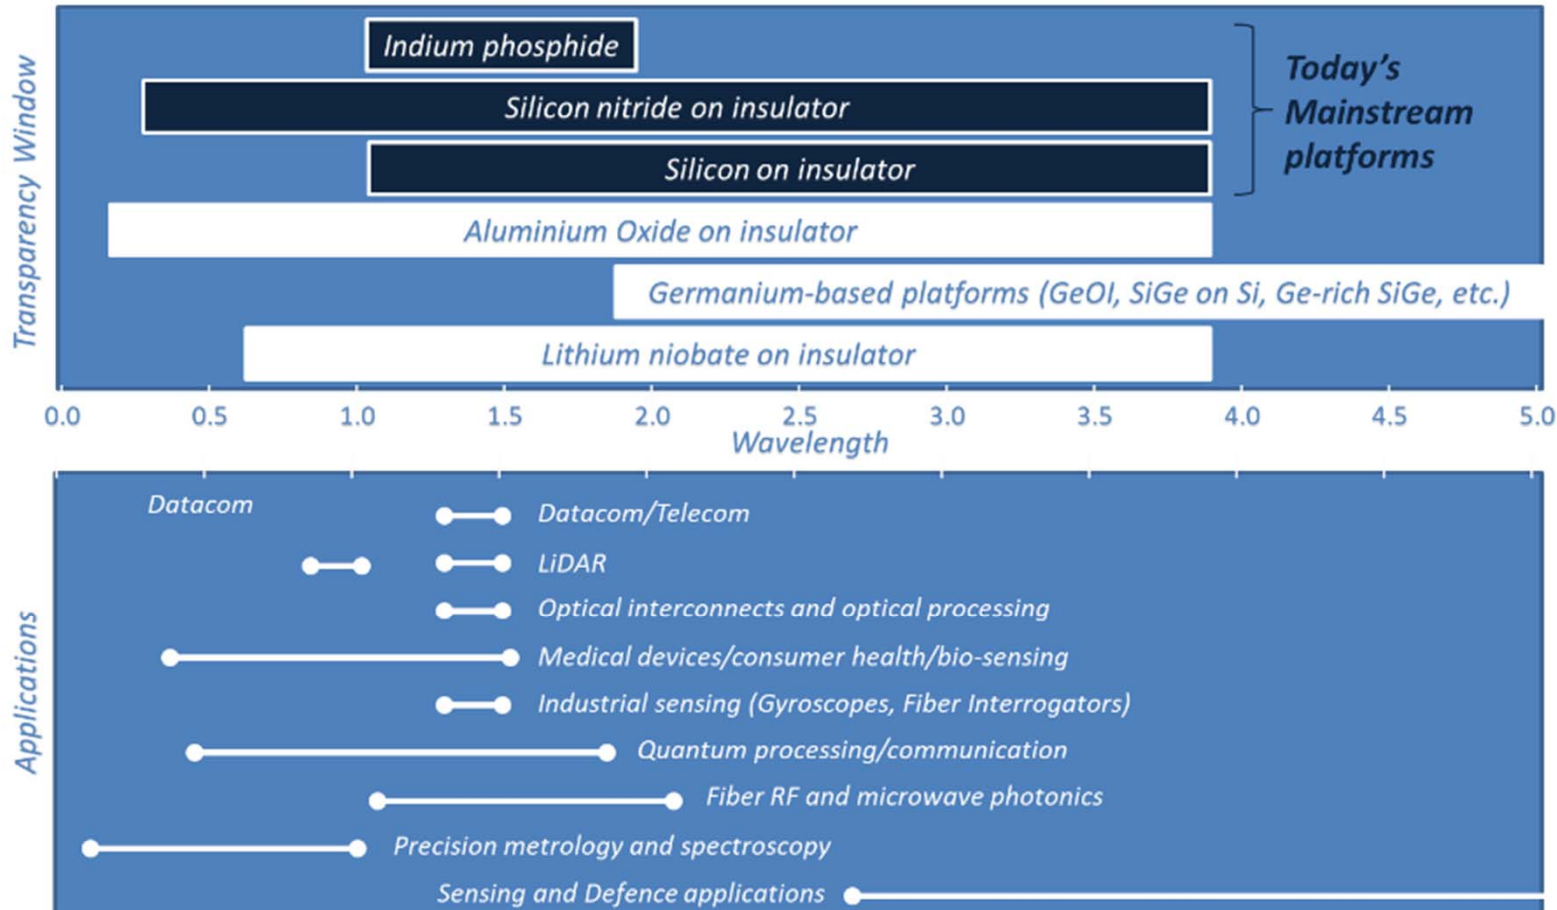 Transparency Window
Indium phosphide
Silicon nitride on insulator
Silicon on insulator
Today's
Mainstream
platforms
Aluminium Oxide on insulator
Germanium-based platforms (GeOI, SiGe on Si, Ge-rich SiGe, etc.)
Lithium niobate on insulator
0.0 0.5 1.0 1.5 2.0 2.5 3.0 3.5 4.0 4.5 5.0
Wavelength
Applications
Datacom
Datacom/Telecom
LiDAR
Optical interconnects and optical processing
Medical devices/consumer health/bio-sensing
Industrial sensing (Gyroscopes, Fiber Interrogators)
Quantum processing/communication
Fiber RF and microwave photonics
Precision metrology and spectroscopy
Sensing and Defence applications